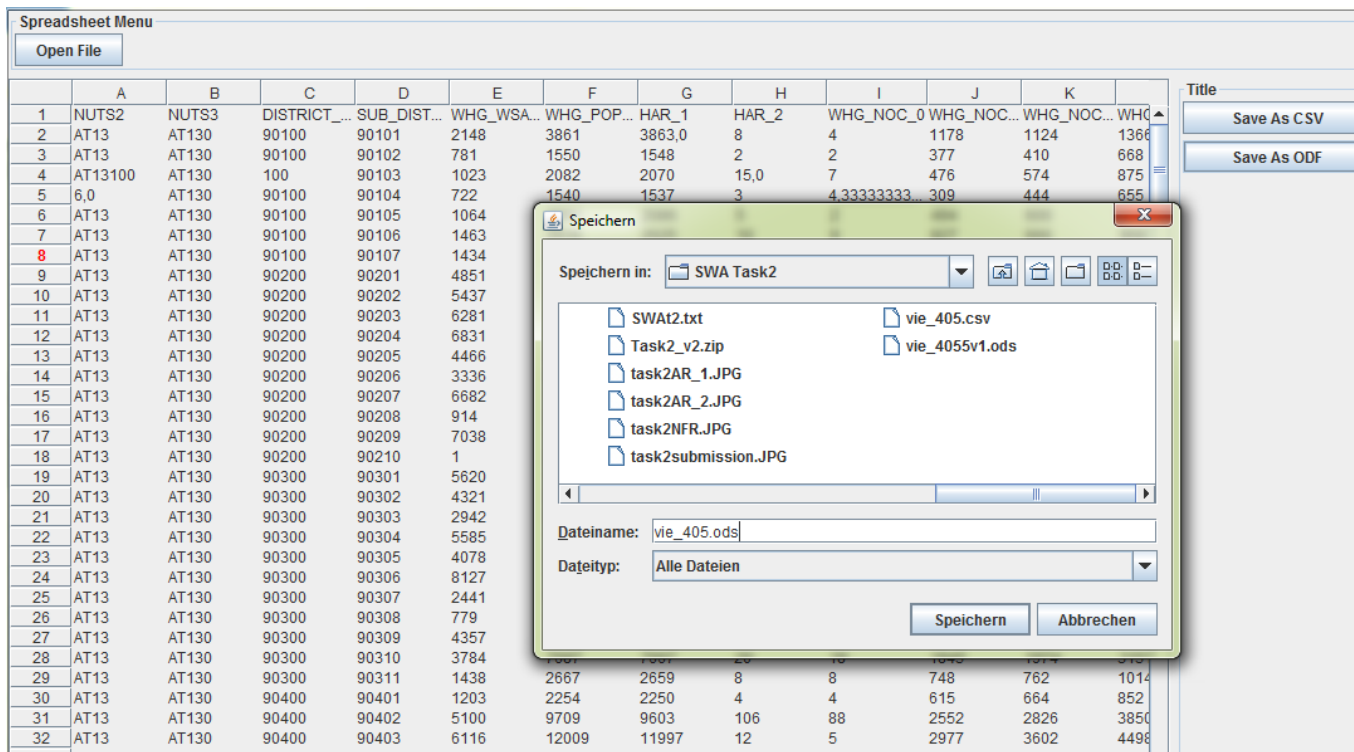 Spreadsheet Menu
Open File
A B C D E F G H I J K
1 NUTS2 NUTS3 DISTRICT_... SUB_DIST... WHG_WSA... WHG_POP... HAR_1 HAR_2 WHG_NOC_0 WHG_NOC... WHG_NOC... WHG
2 AT13 AT130 90100 90101 2148 3861 3863,0 8 4 1178 1124 1366
3 AT13 AT130 90100 90102 781 1550 1548 2 2 377 410 668
4 AT13100 AT130 100 90103 1023 2082 2070 15,0 7 476 574 875
5 6,0 AT130 90100 90104 722 1540 1537 3 4,33333333... 309 444 655
6 AT13 AT130 90100 90105 1064
7 AT13 AT130 90100 90106 1463
8 AT13 AT130 90100 90107 1434
9 AT13 AT130 90200 90201 4851
10 AT13 AT130 90200 90202 5437
11 AT13 AT130 90200 90203 6281
12 AT13 AT130 90200 90204 6831
13 AT13 AT130 90200 90205 4466
14 AT13 AT130 90200 90206 3336
15 AT13 AT130 90200 90207 6682
16 AT13 AT130 90200 90208 914
17 AT13 AT130 90200 90209 7038
18 AT13 AT130 90200 90210 1
19 AT13 AT130 90300 90301 5620
20 AT13 AT130 90300 90302 4321
21 AT13 AT130 90300 90303 2942
22 AT13 AT130 90300 90304 5585
23 AT13 AT130 90300 90305 4078
24 AT13 AT130 90300 90306 8127
25 AT13 AT130 90300 90307 2441
26 AT13 AT130 90300 90308 779
27 AT13 AT130 90300 90309 4357
28 AT13 AT130 90300 90310 3784
29 AT13 AT130 90300 90311 1438 2667 2659 8 8 748 762 1014
30 AT13 AT130 90400 90401 1203 2254 2250 4 4 615 664 852
31 AT13 AT130 90400 90402 5100 9709 9603 106 88 2552 2826 3850
32 AT13 AT130 90400 90403 6116 12009 11997 12 5 2977 3602 4498
Speichern
Speichern in: SWA Task2
SWAt2.txt vie_405.csv
Task2_v2.zip vie_4055v1.ods
task2AR_1.JPG
task2AR_2.JPG
task2NFR.JPG
task2submission.JPG
Dateiname: vie_405.ods
Dateityp: Alle Dateien
Speichern Abbrechen
Title
Save As CSV
Save As ODF